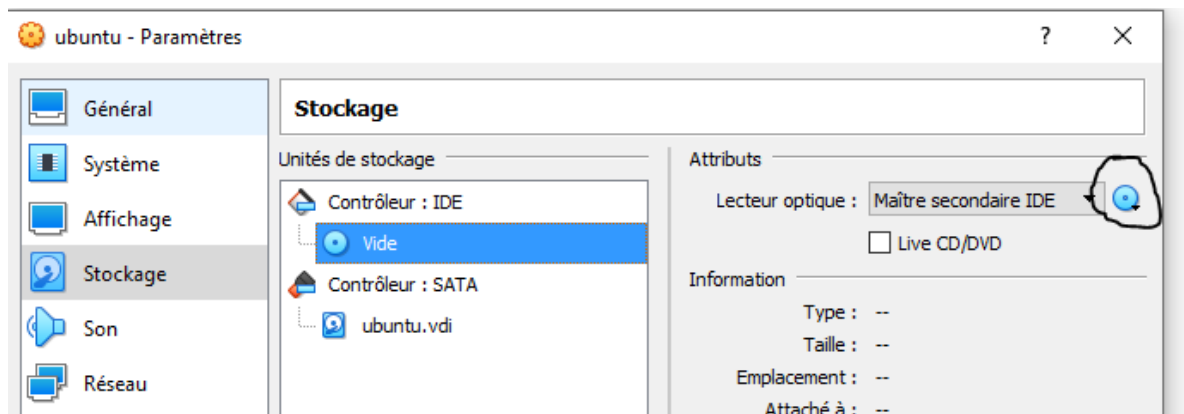 ubuntu - Paramètres ?
Général
Système
Affichage
Stockage
Son
Réseau
Stockage
Unités de stockage
Contrôleur : IDE
Vide
Contrôleur : SATA
ubuntu.vdi
Attributs
Lecteur optique : Maître secondaire IDE
Live CD/DVD
Information
Type : --
Taille : --
Emplacement : --
Attaché à : --